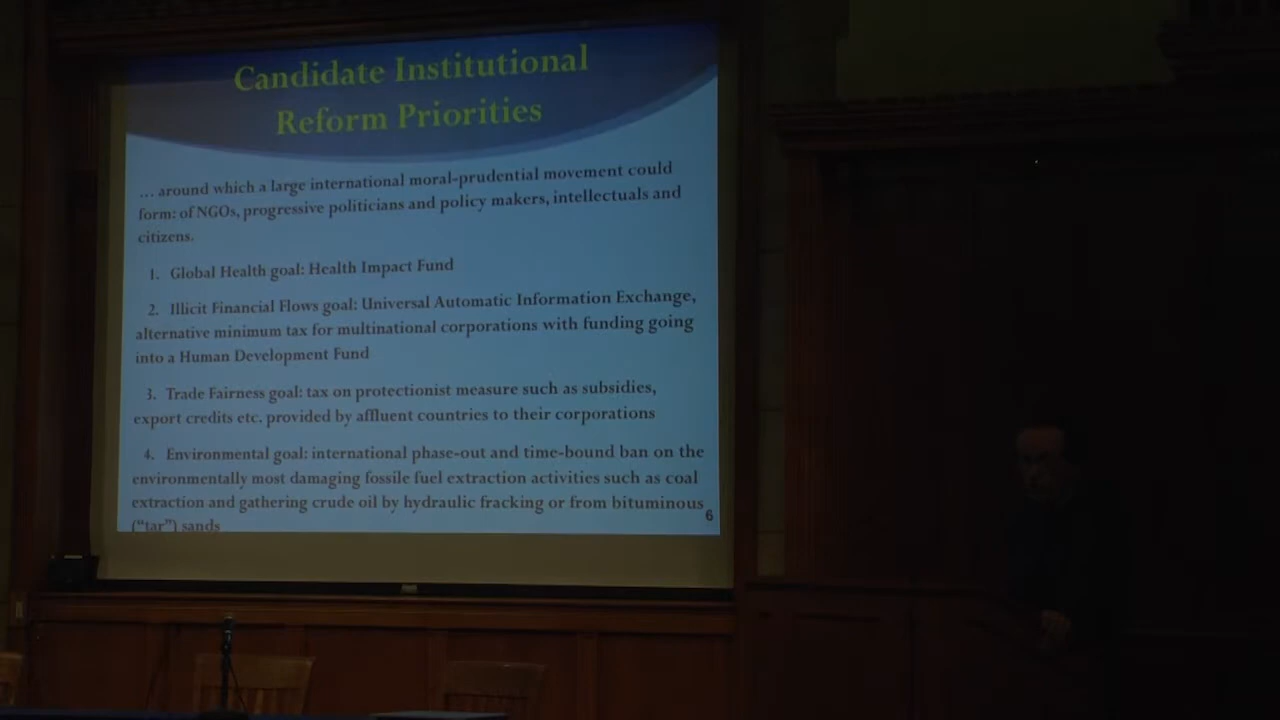 Candidate Institutional
Reform Priorities
... around which a large international moral-prudential movement could
form: of NGOs, progressive politicians and policy makers, intellectuals and
citizens.
1. Global Health goal: Health Impact Fund
2. Illicit Financial Flows goal: Universal Automatic Information Exchange,
alternative minimum tax for multinational corporations with funding going
into a Human Development Fund
3. Trade Fairness goal: tax on protectionist measure such as subsidies,
export credits etc. provided by affluent countries to their corporations
4. Environmental goal: international phase-out and time-bound ban on the
environmentally most damaging fossile fuel extraction activities such as coal
extraction and gathering crude oil by hydraulic fracking or from bituminous
("tar") sands
6